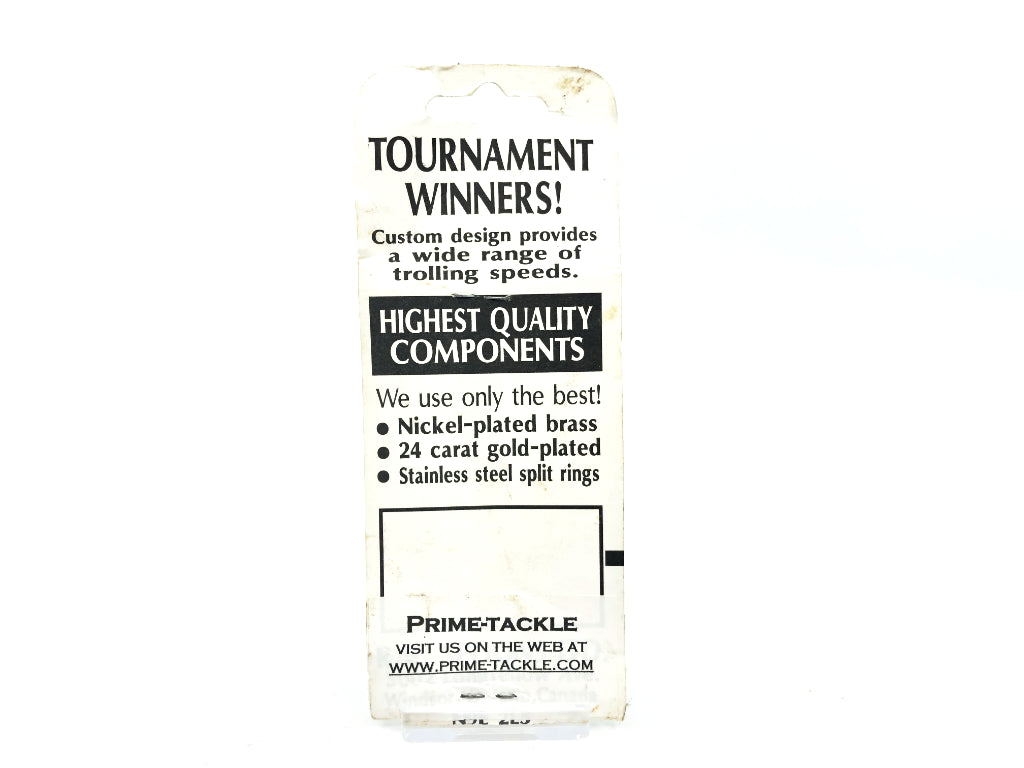 TOURNAMENT
WINNERS!
Custom design provides
a wide range of
trolling speeds.
HIGHEST QUALITY
COMPONENTS
We use only the best!
● Nickel-plated brass
● 24 carat gold-plated
● Stainless steel split rings
PRIME-TACKLE
VISIT US ON THE WEB AT
WWW.PRIME-TACKLE.COM
Windsor Canada